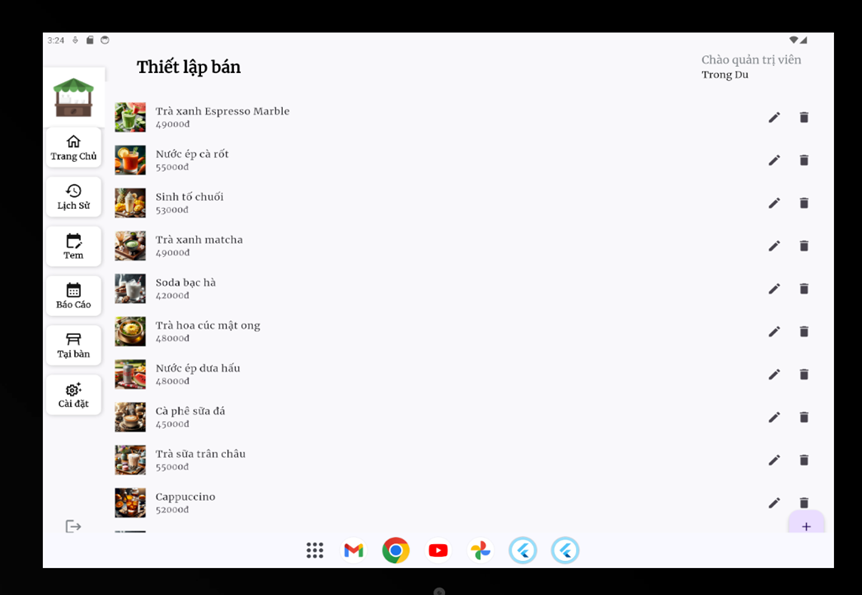 3:24
Thiết lập bán
Chào quản trị viên
Trong Du
Trang Chủ
Lịch Sử
Tem
Báo Cáo
Tại bàn
Cài đặt
Trà xanh Espresso Marble
49000đ
Nước ép cà rốt
55000đ
Sinh tố chuối
53000đ
Trà xanh matcha
49000đ
Soda bạc hà
42000đ
Trà hoa cúc mật ong
48000đ
Nước ép dưa hấu
48000đ
Cà phê sữa đá
45000đ
Trà sữa trân châu
55000đ
Cappuccino
52000đ